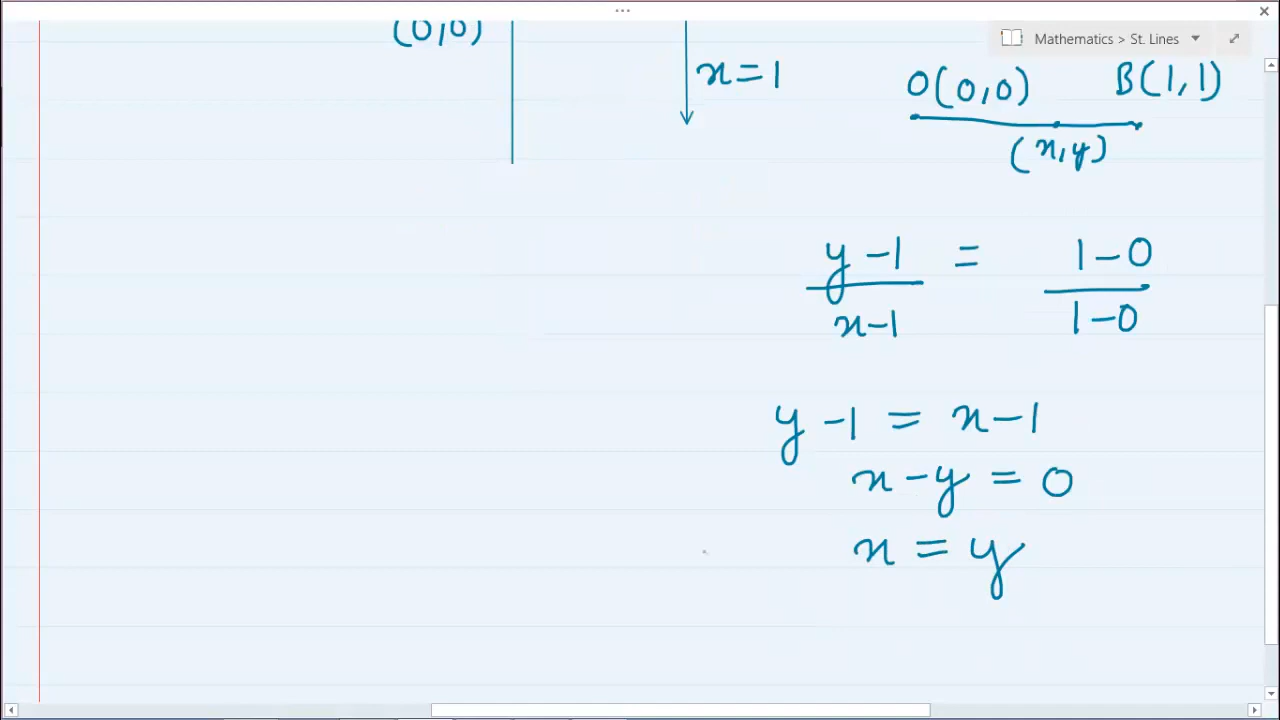 Mathematics > St. Lines
(0,0)
x=1
O(0,0) B(1,1)
(x,y)
y-1 = 1-0
x-1 1-0
y-1 = x-1
x-y = 0
x = y